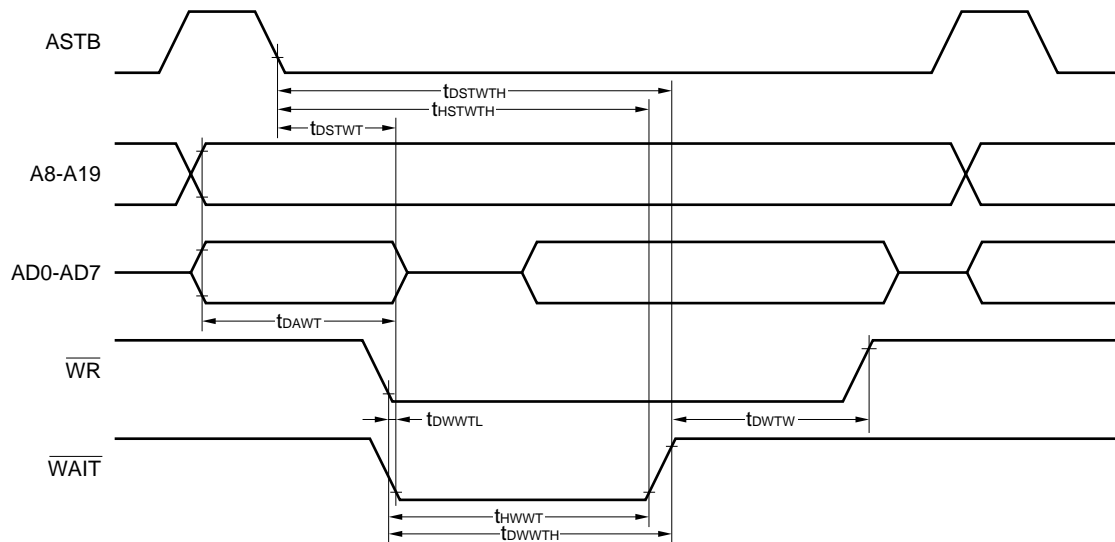 ASTB
tDSTWTH
tHSTWTH
tDSTWT
A8-A19
AD0-AD7
tDAWT
WR
tDWWTL
tDWTW
WAIT
tHWWT
tDWWTH